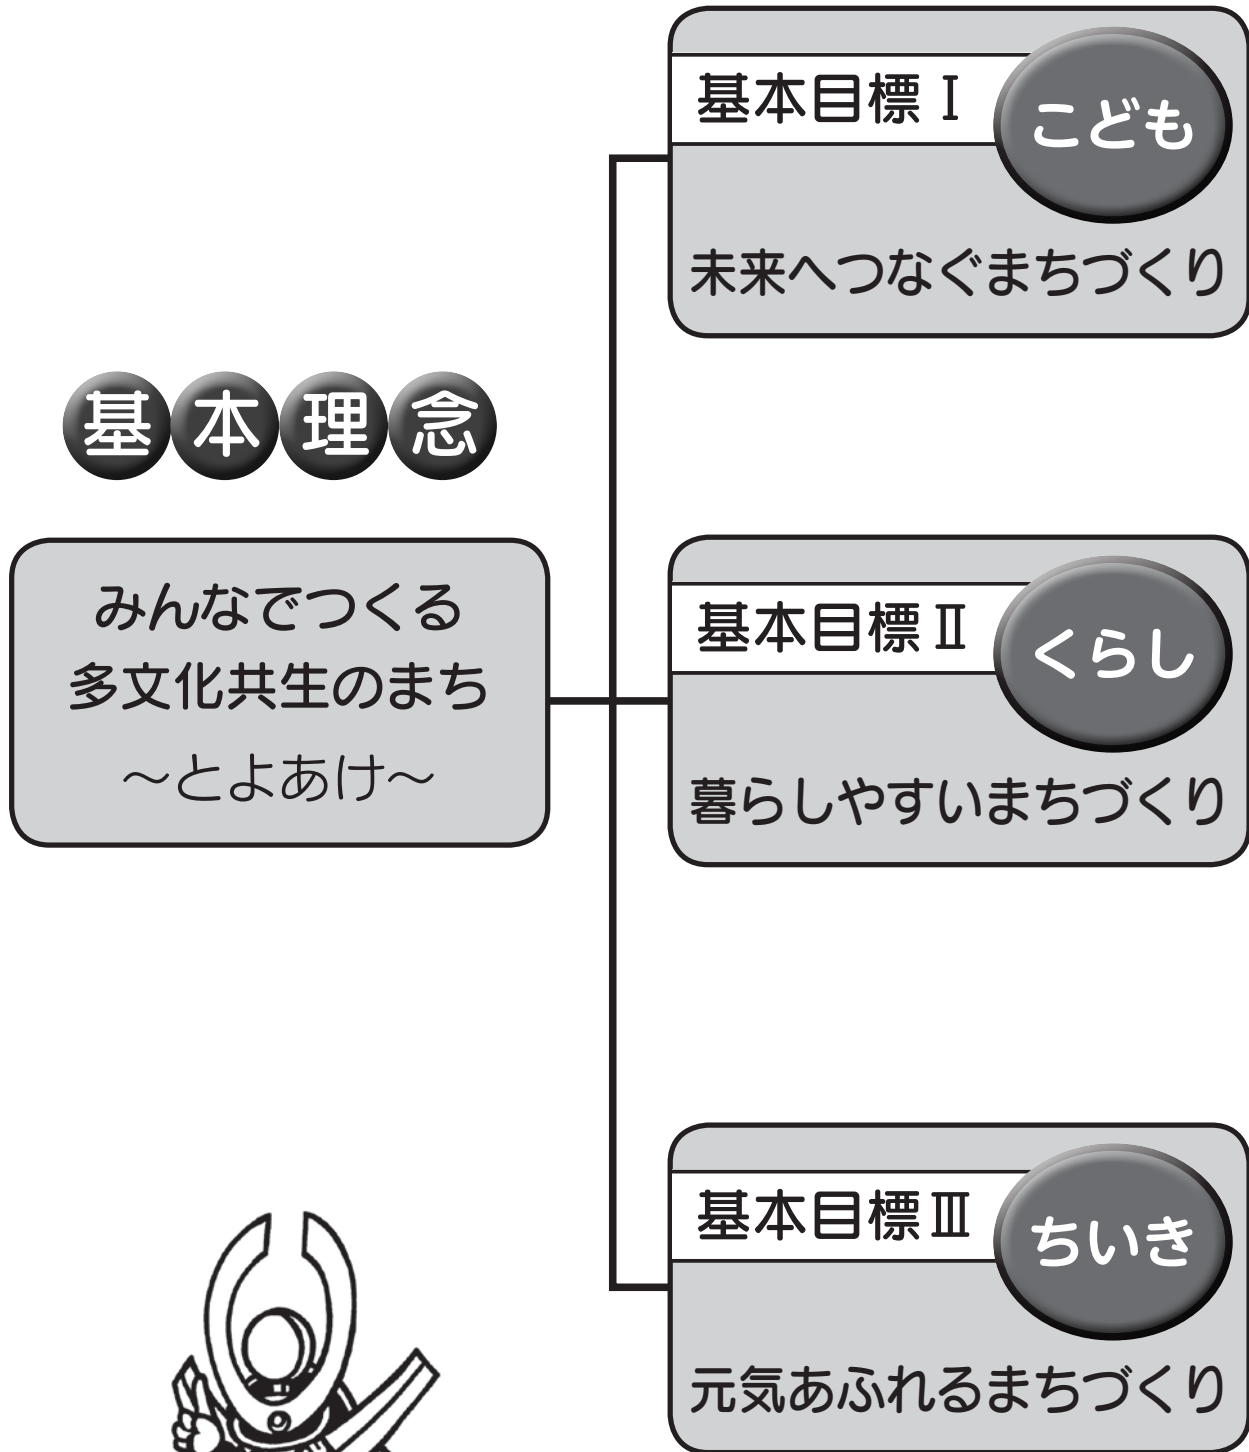 基本理念
みんなでつくる
多文化共生のまち
～とよあけ～
基本目標Ⅰ
こども
未来へつなぐまちづくり
基本目標Ⅱ
くらし
暮らしやすいまちづくり
基本目標Ⅲ
ちいき
元気あふれるまちづくり